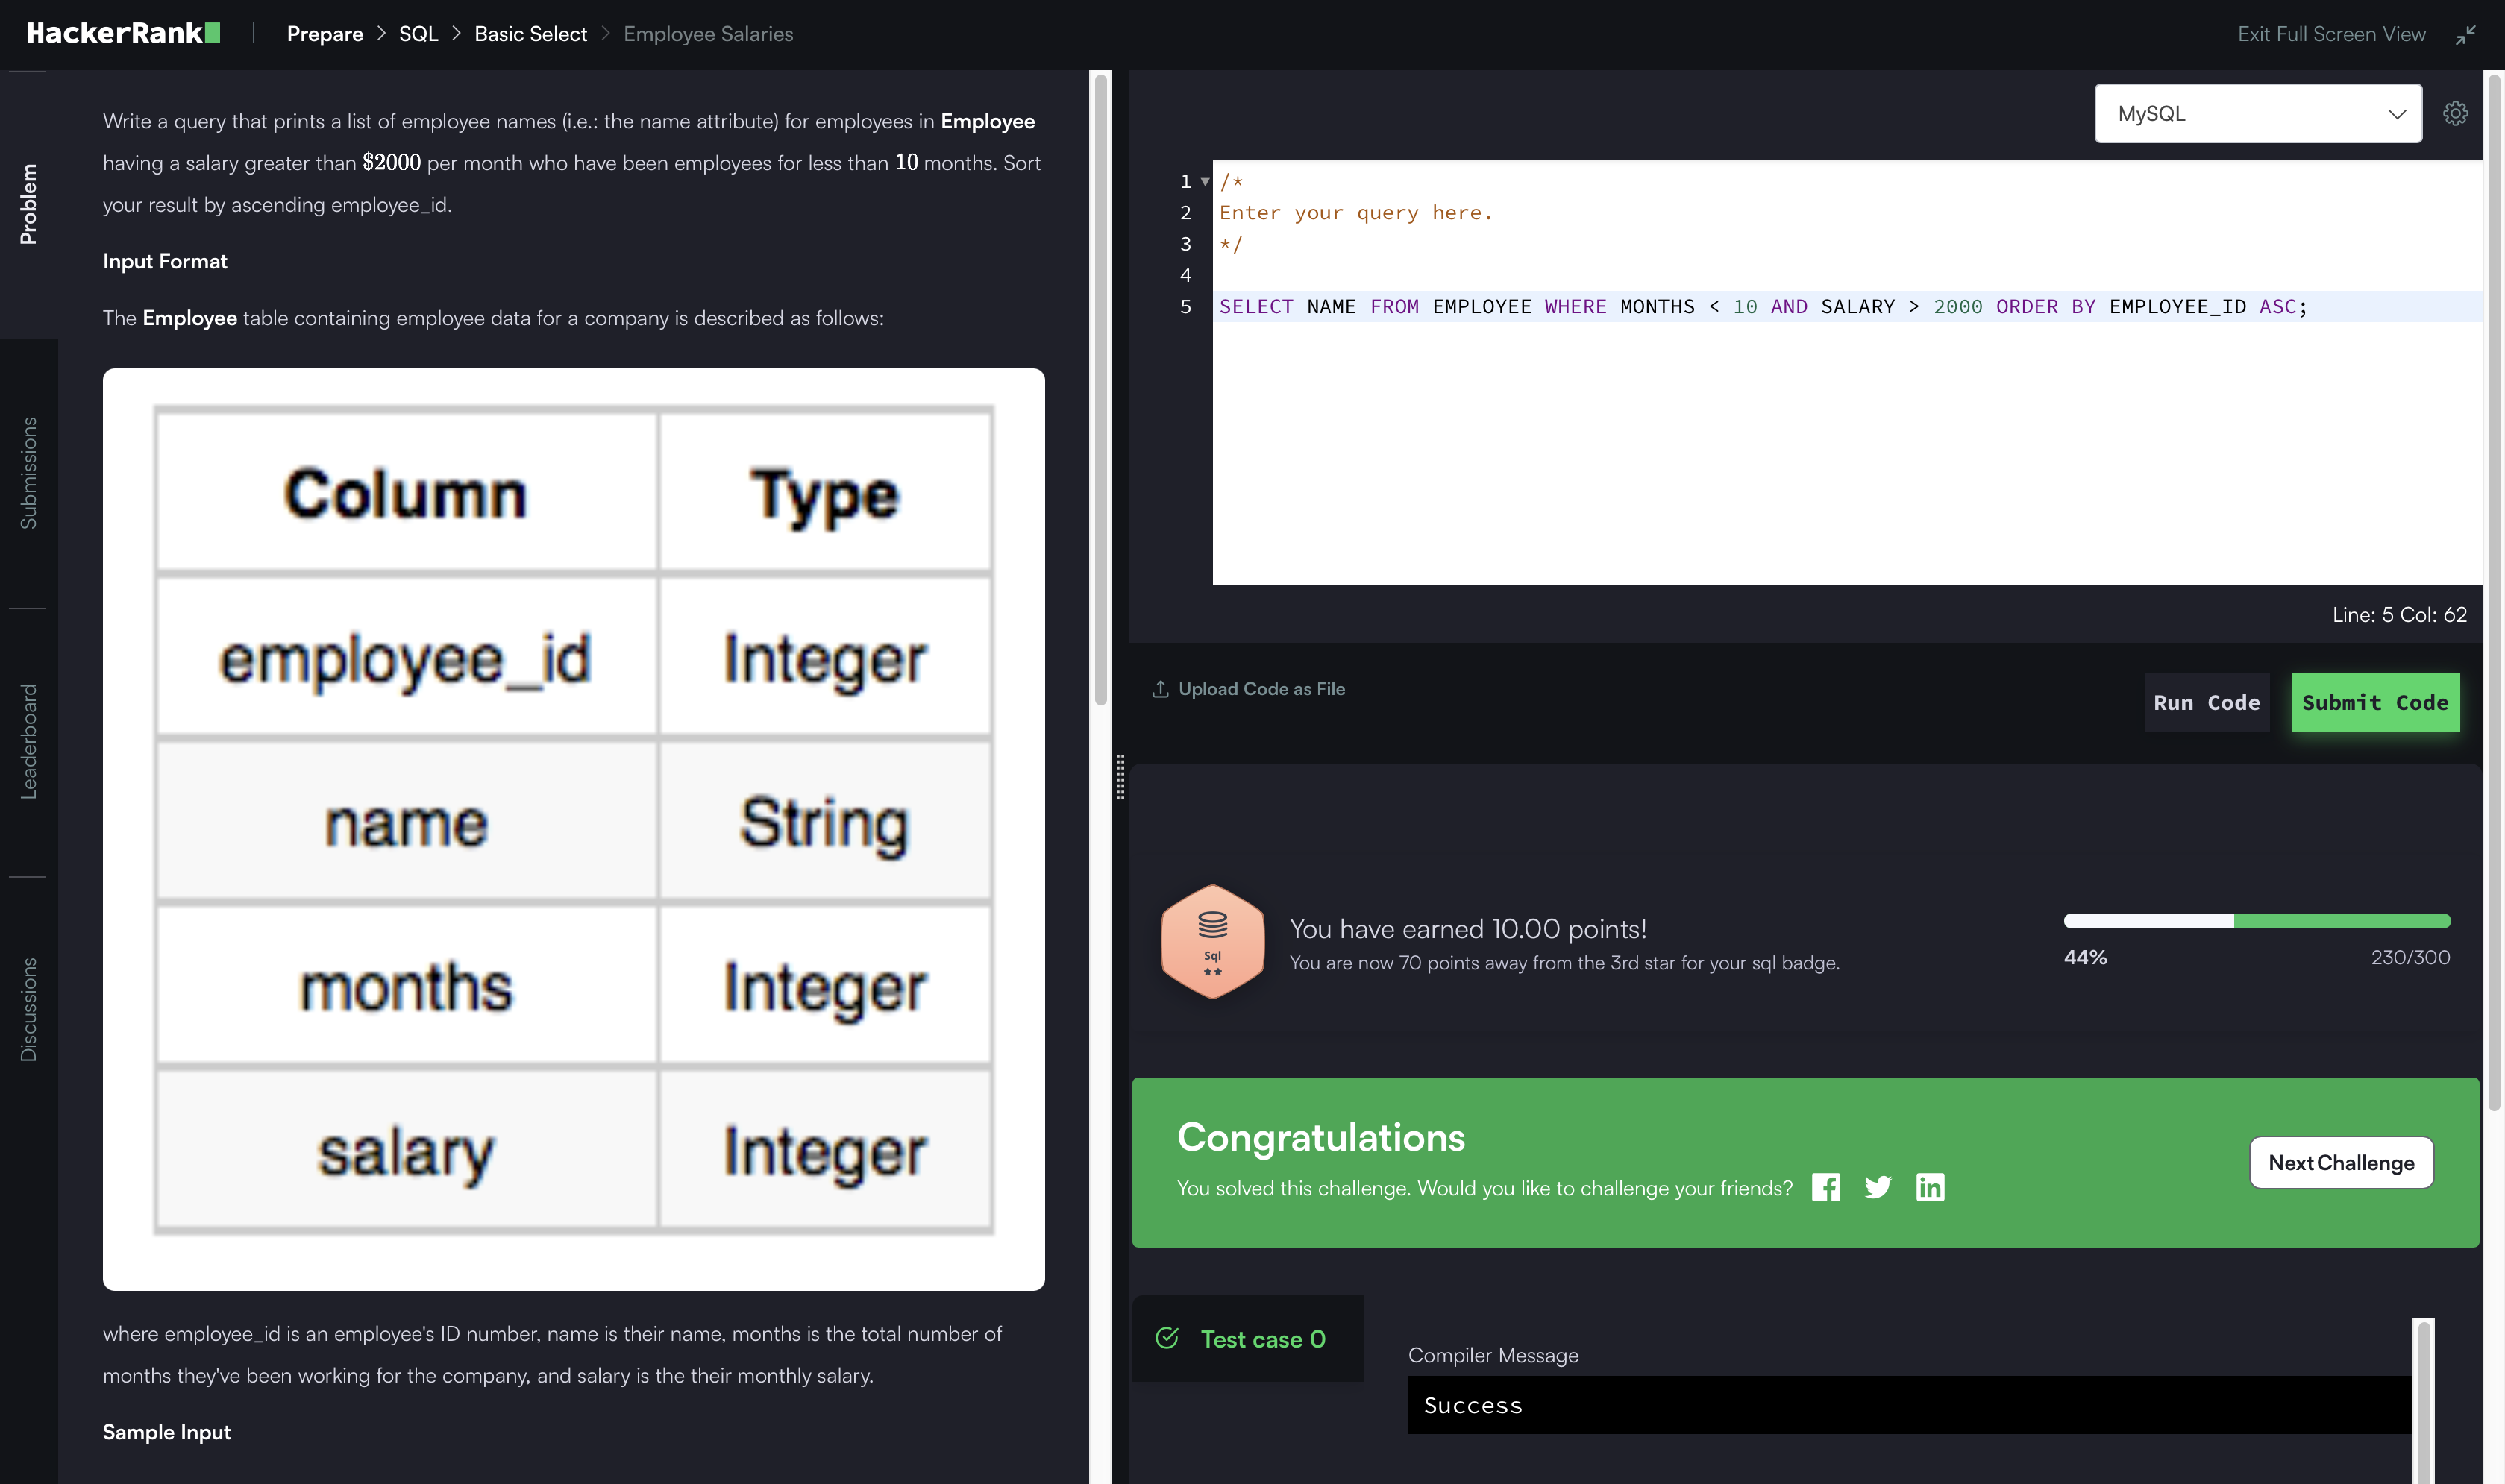 HackerRank
Prepare > SQL > Basic Select > Employee Salaries
Exit Full Screen View
Problem
Submissions
Leaderboard
Discussions
Write a query that prints a list of employee names (i.e.: the name attribute) for employees in Employee
having a salary greater than $2000 per month who have been employees for less than 10 months. Sort
your result by ascending employee_id.
Input Format
The Employee table containing employee data for a company is described as follows:
Column Type
employee_id Integer
name String
months Integer
salary Integer
where employee_id is an employee's ID number, name is their name, months is the total number of
months they've been working for the company, and salary is the their monthly salary.
Sample Input
MySQL
1 /*
2 Enter your query here.
3 */
4
5 SELECT NAME FROM EMPLOYEE WHERE MONTHS < 10 AND SALARY > 2000 ORDER BY EMPLOYEE_ID ASC;
Line: 5 Col: 62
Upload Code as File
Run Code
Submit Code
Sql
You have earned 10.00 points!
You are now 70 points away from the 3rd star for your sql badge.
44%
230/300
Congratulations
You solved this challenge. Would you like to challenge your friends?
Next Challenge
Test case 0
Compiler Message
Success